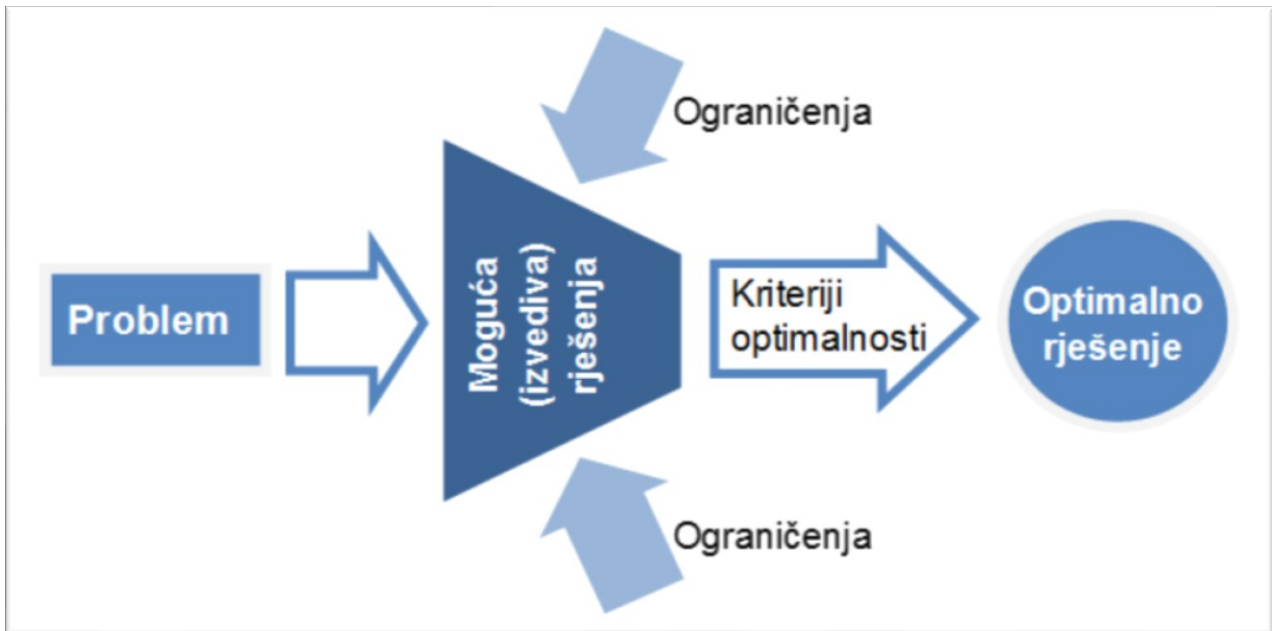 Ograničenja
Problem
Moguća
(izvediva)
rješenja
Kriteriji
optimalnosti
Optimalno
rješenje
Ograničenja